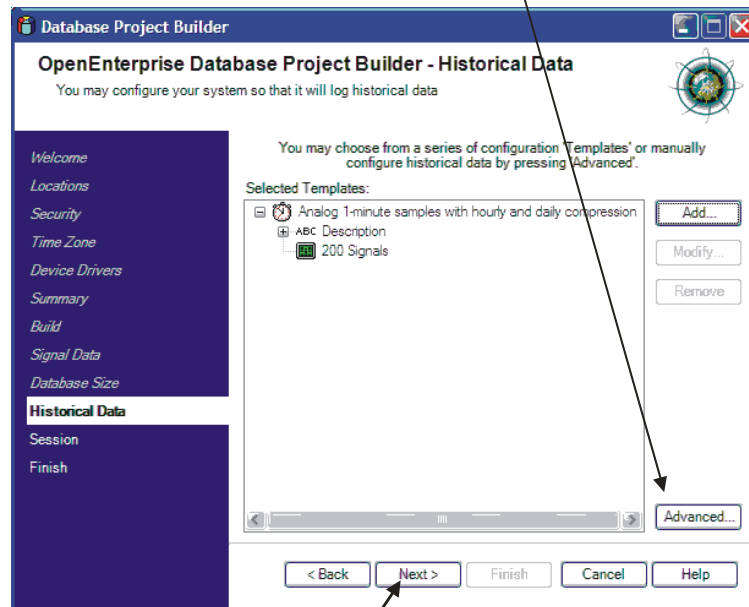 Database Project Builder
OpenEnterprise Database Project Builder - Historical Data
You may configure your system so that it will log historical data
Welcome
Locations
Security
Time Zone
Device Drivers
Summary
Build
Signal Data
Database Size
Historical Data
Session
Finish
You may choose from a series of configuration 'Templates' or manually
configure historical data by pressing 'Advanced'.
Selected Templates:
Analog 1-minute samples with hourly and daily compression
ABC Description
200 Signals
Add...
Modify...
Remove
Advanced...
< Back
Next >
Finish
Cancel
Help